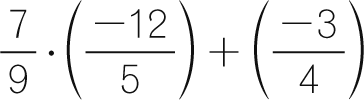 7/9 · (−12/5) + (−3/4)